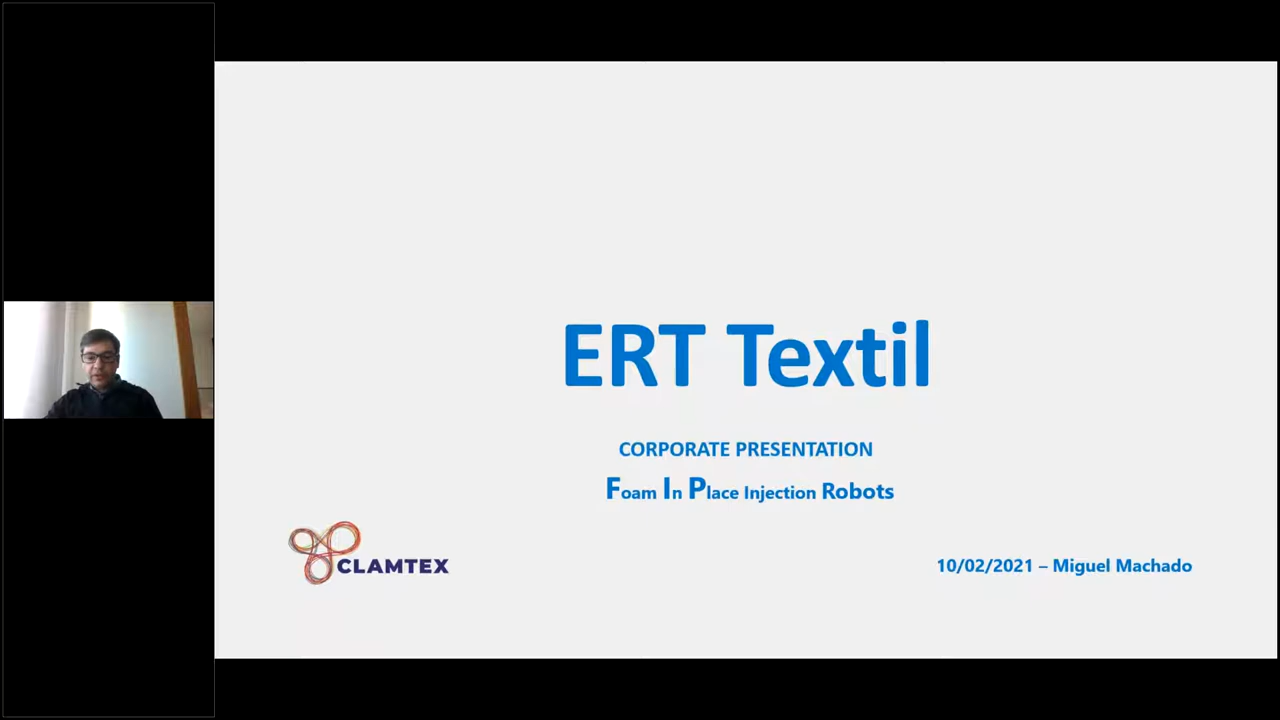 ERT Textil
CORPORATE PRESENTATION
Foam In Place Injection Robots
CLAMTEX
10/02/2021 – Miguel Machado